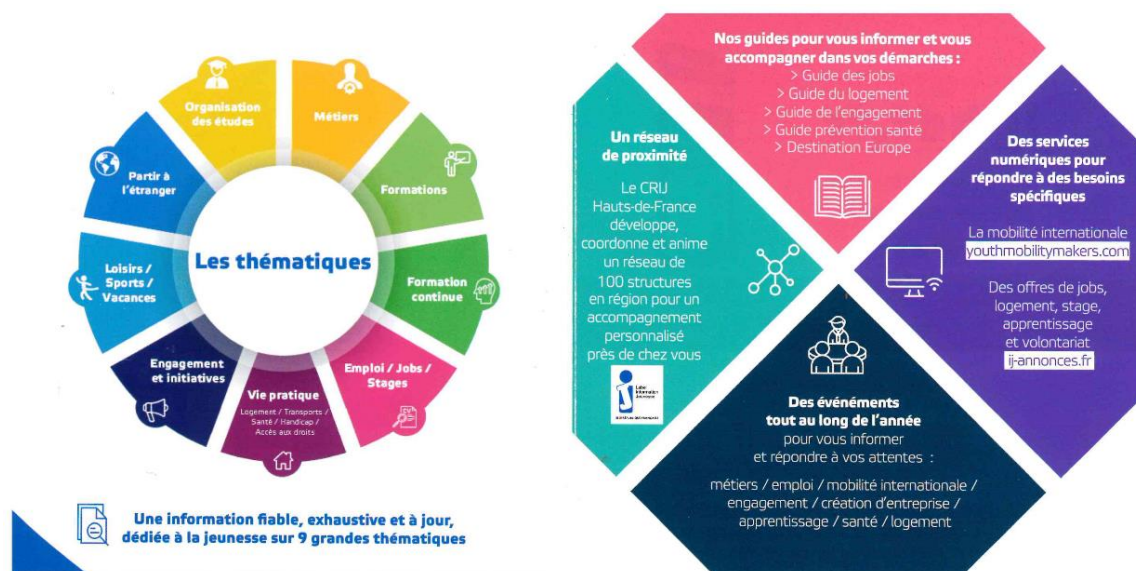 Organisation
des études
Métiers
Formations
Formation
continue
Emploi / Jobs /
Stages
Vie pratique
Logement / Transports /
Santé / Handicap /
Accès aux droits
Engagement
et initiatives
Loisirs /
Sports /
Vacances
Partir à
l'étranger
Les thématiques
CV
Une information fiable, exhaustive et à jour,
dédiée à la jeunesse sur 9 grandes thématiques
Nos guides pour vous informer et vous
accompagner dans vos démarches :
> Guide des jobs
> Guide du logement
> Guide de l'engagement
> Guide prévention santé
> Destination Europe
Un réseau
de proximité
Le CRIJ
Hauts-de-France
développe,
coordonne et anime
un réseau de
100 structures
en région pour un
accompagnement
personnalisé
près de chez vous
Label
Information
Jeunesse
Des services
numériques pour
répondre à des besoins
spécifiques
La mobilité internationale
youthmobilitymakers.com
Des offres de jobs,
logement, stage,
apprentissage
et volontariat
ij-annonces.fr
Des événements
tout au long de l'année
pour vous informer
et répondre à vos attentes :
métiers / emploi / mobilité internationale /
engagement / création d'entreprise /
apprentissage / santé / logement